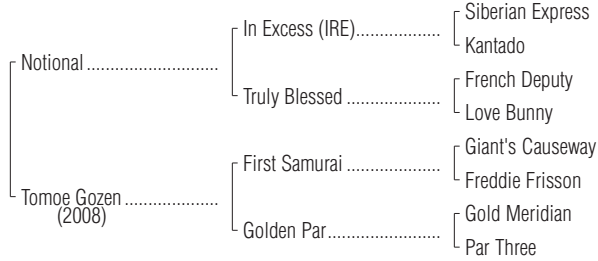 Siberian Express
In Excess (IRE)...................
Kantado
Notional ..............................
French Deputy
Truly Blessed .....................
Love Bunny
Giant's Causeway
First Samurai .....................
Freddie Frisson
Tomoe Gozen .....................
(2008)
Gold Meridian
Golden Par.........................
Par Three